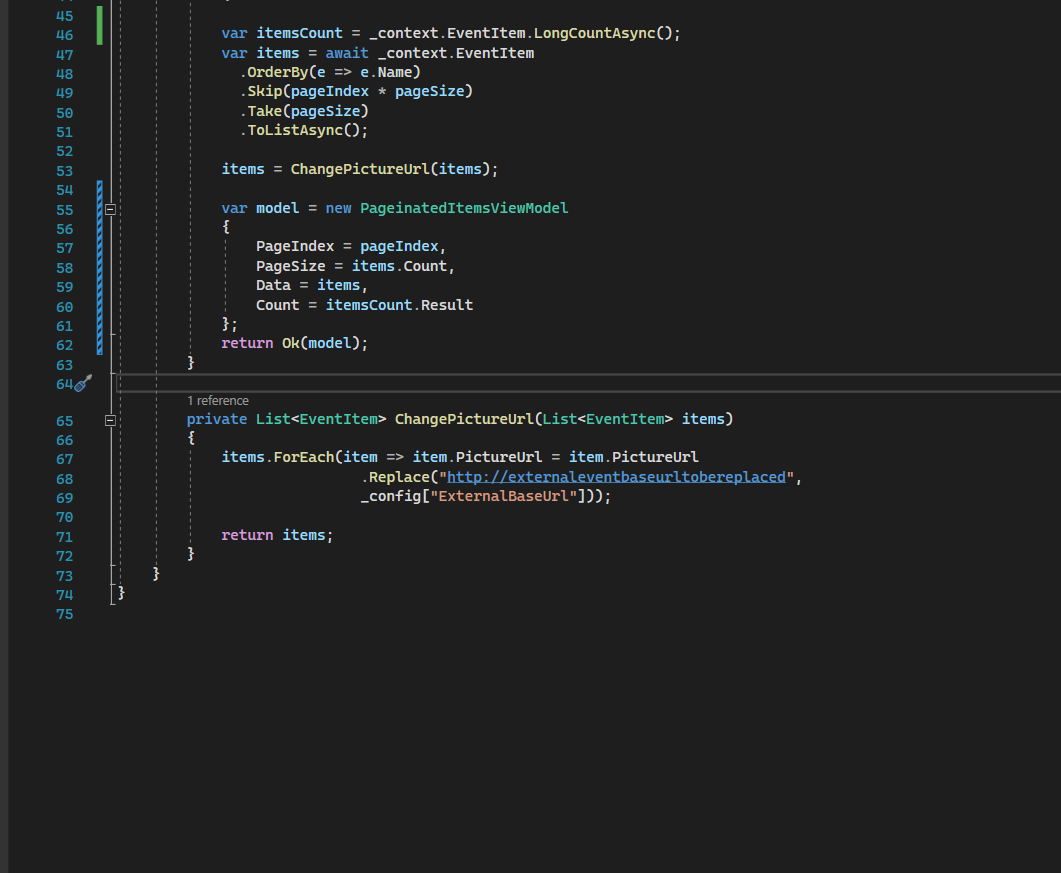 45
46 var itemsCount = _context.EventItem.LongCountAsync();
47 var items = await _context.EventItem
48 .OrderBy(e => e.Name)
49 .Skip(pageIndex * pageSize)
50 .Take(pageSize)
51 .ToListAsync();
52
53 items = ChangePictureUrl(items);
54
55 var model = new PageinatedItemsViewModel
56 {
57 PageIndex = pageIndex,
58 PageSize = items.Count,
59 Data = items,
60 Count = itemsCount.Result
61 };
62 return Ok(model);
63 }
64
1 reference
65 private List<EventItem> ChangePictureUrl(List<EventItem> items)
66 {
67 items.ForEach(item => item.PictureUrl = item.PictureUrl
68 .Replace("http://externaleventbaseurltobereplaced",
69 _config["ExternalBaseUrl"]));
70
71 return items;
72 }
73 }
74 }
75